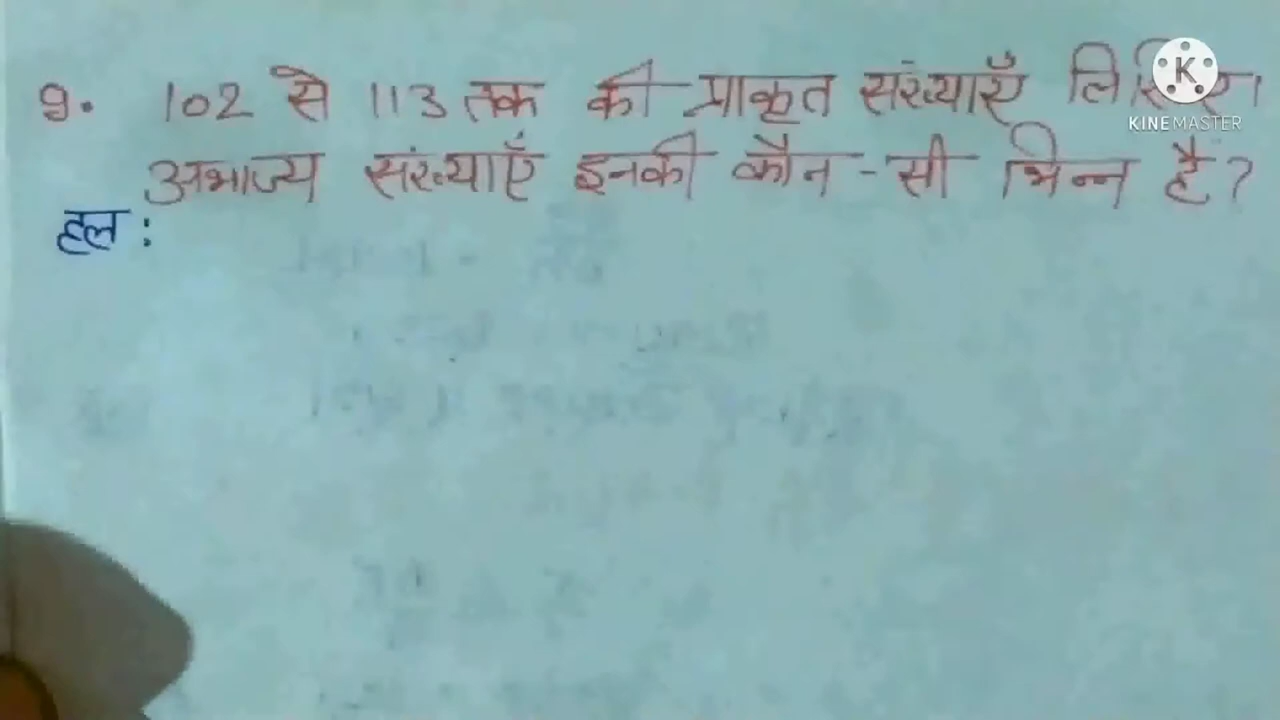 9. 102 से 113 तक की प्राकृत संख्याएँ लिखिए।
अभाज्य संख्याएँ इनकी कौन-सी भिन्न है?
हल:
K
KINEMASTER